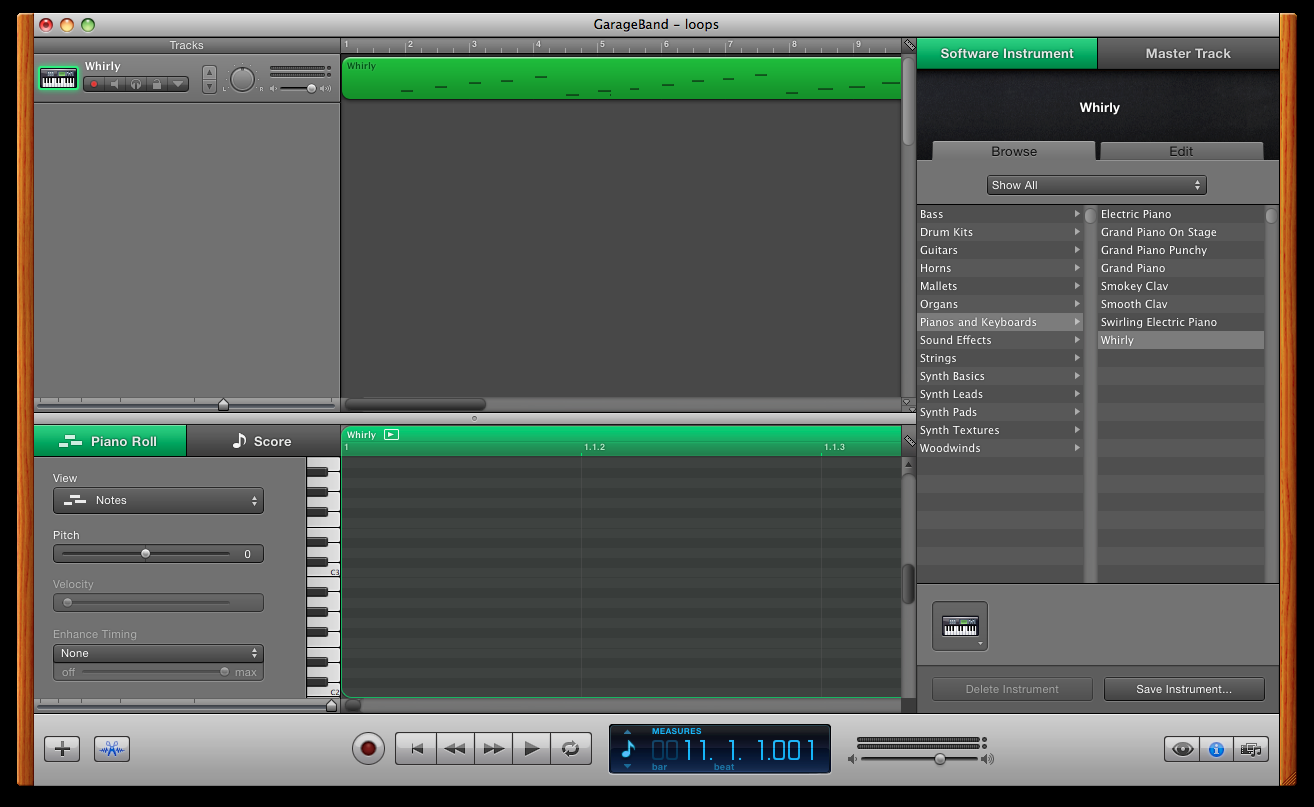 GarageBand – loops
Tracks
1 2 3 4 5 6 7 8 9
Software Instrument
Master Track
Whirly
L R
Whirly
Whirly
Browse
Edit
Show All
Bass
Drum Kits
Guitars
Horns
Mallets
Organs
Pianos and Keyboards
Sound Effects
Strings
Synth Basics
Synth Leads
Synth Pads
Synth Textures
Woodwinds
Electric Piano
Grand Piano On Stage
Grand Piano Punchy
Grand Piano
Smokey Clav
Smooth Clav
Swirling Electric Piano
Whirly
Piano Roll
Score
Whirly
1 1.1.2 1.1.3
View
Notes
Pitch
0
Velocity
Enhance Timing
None
off max
C3
C2
Delete Instrument
Save Instrument...
MEASURES
0011. 1. 1.001
bar beat